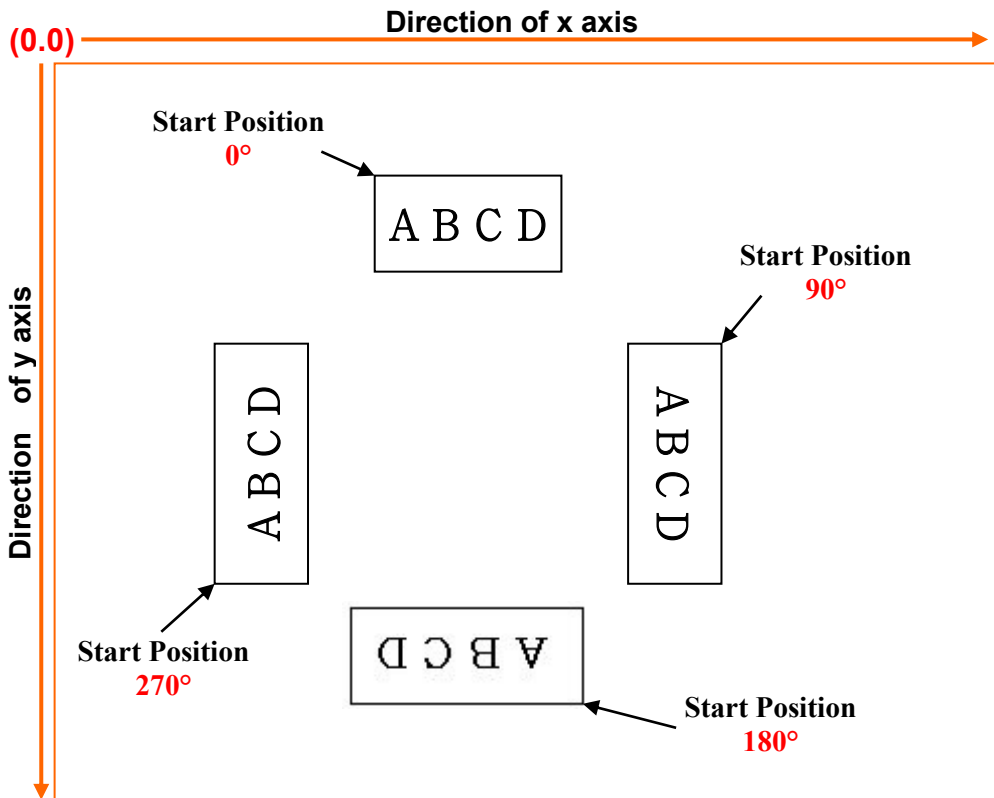 Direction of x axis
(0.0)
Start Position
0°
A B C D
Start Position
90°
Direction of y axis
A B C D
A B C D
Start Position
270°
A B C D
Start Position
180°